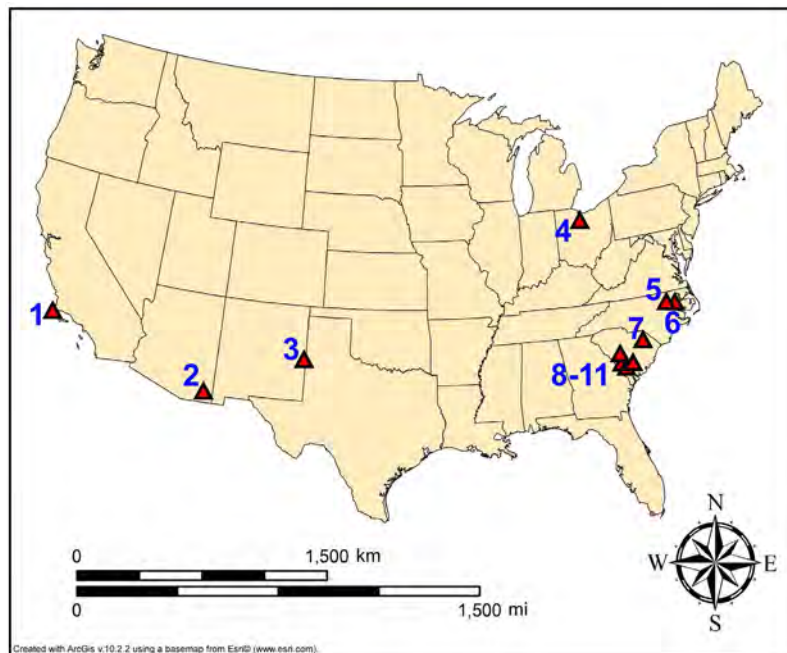 4
5
1
7
6
3
8-11
2
N
W
E
S
0
1,500 km
0
1,500 mi
Created with ArcGis v.10.2.2 using a basemap from Esri© (www.esri.com).